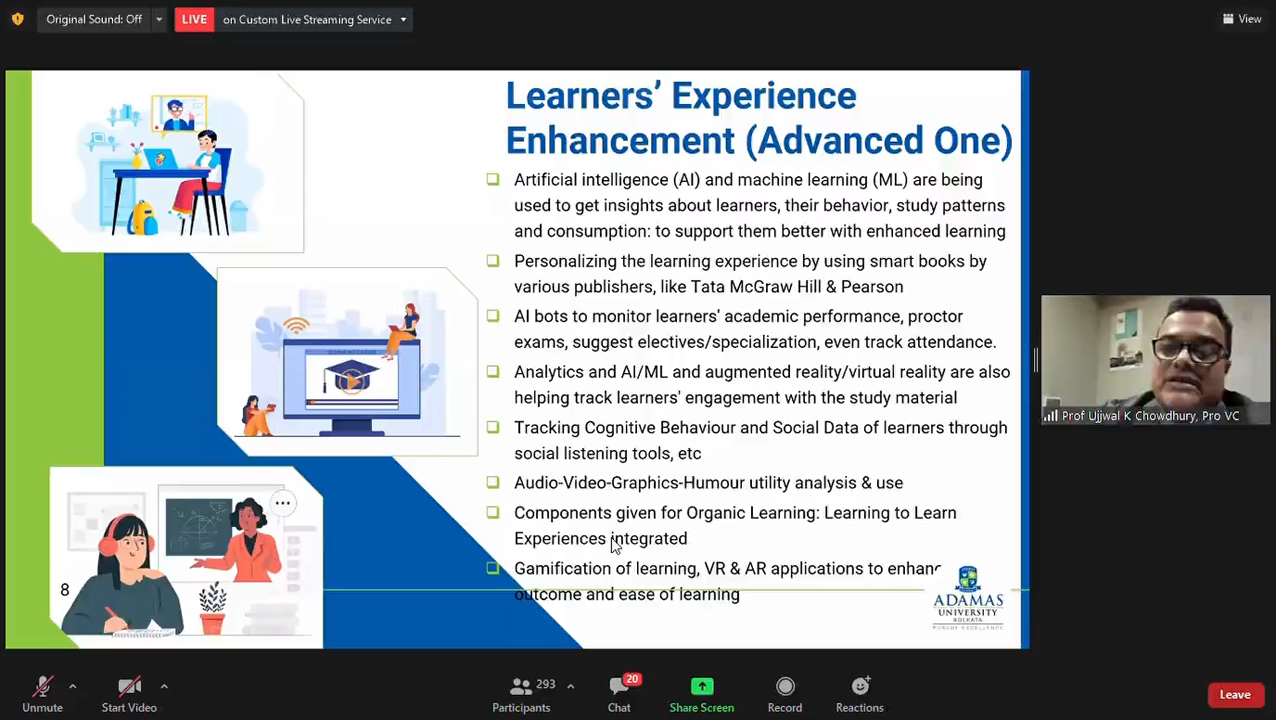 Original Sound: Off
LIVE
on Custom Live Streaming Service
View
Learners’ Experience
Enhancement (Advanced One)
Artificial intelligence (AI) and machine learning (ML) are being
used to get insights about learners, their behavior, study patterns
and consumption: to support them better with enhanced learning
Personalizing the learning experience by using smart books by
various publishers, like Tata McGraw Hill & Pearson
AI bots to monitor learners' academic performance, proctor
exams, suggest electives/specialization, even track attendance.
Analytics and AI/ML and augmented reality/virtual reality are also
helping track learners' engagement with the study material
Tracking Cognitive Behaviour and Social Data of learners through
social listening tools, etc
Audio-Video-Graphics-Humour utility analysis & use
Components given for Organic Learning: Learning to Learn
Experiences integrated
Gamification of learning, VR & AR applications to enhanc
outcome and ease of learning
8
ADAMAS
UNIVERSITY
KOLKATA
PURSUE EXCELLENCE
Prof Ujjwal K Chowdhury, Pro VC
Unmute
Start Video
293
Participants
20
Chat
Share Screen
Record
Reactions
Leave